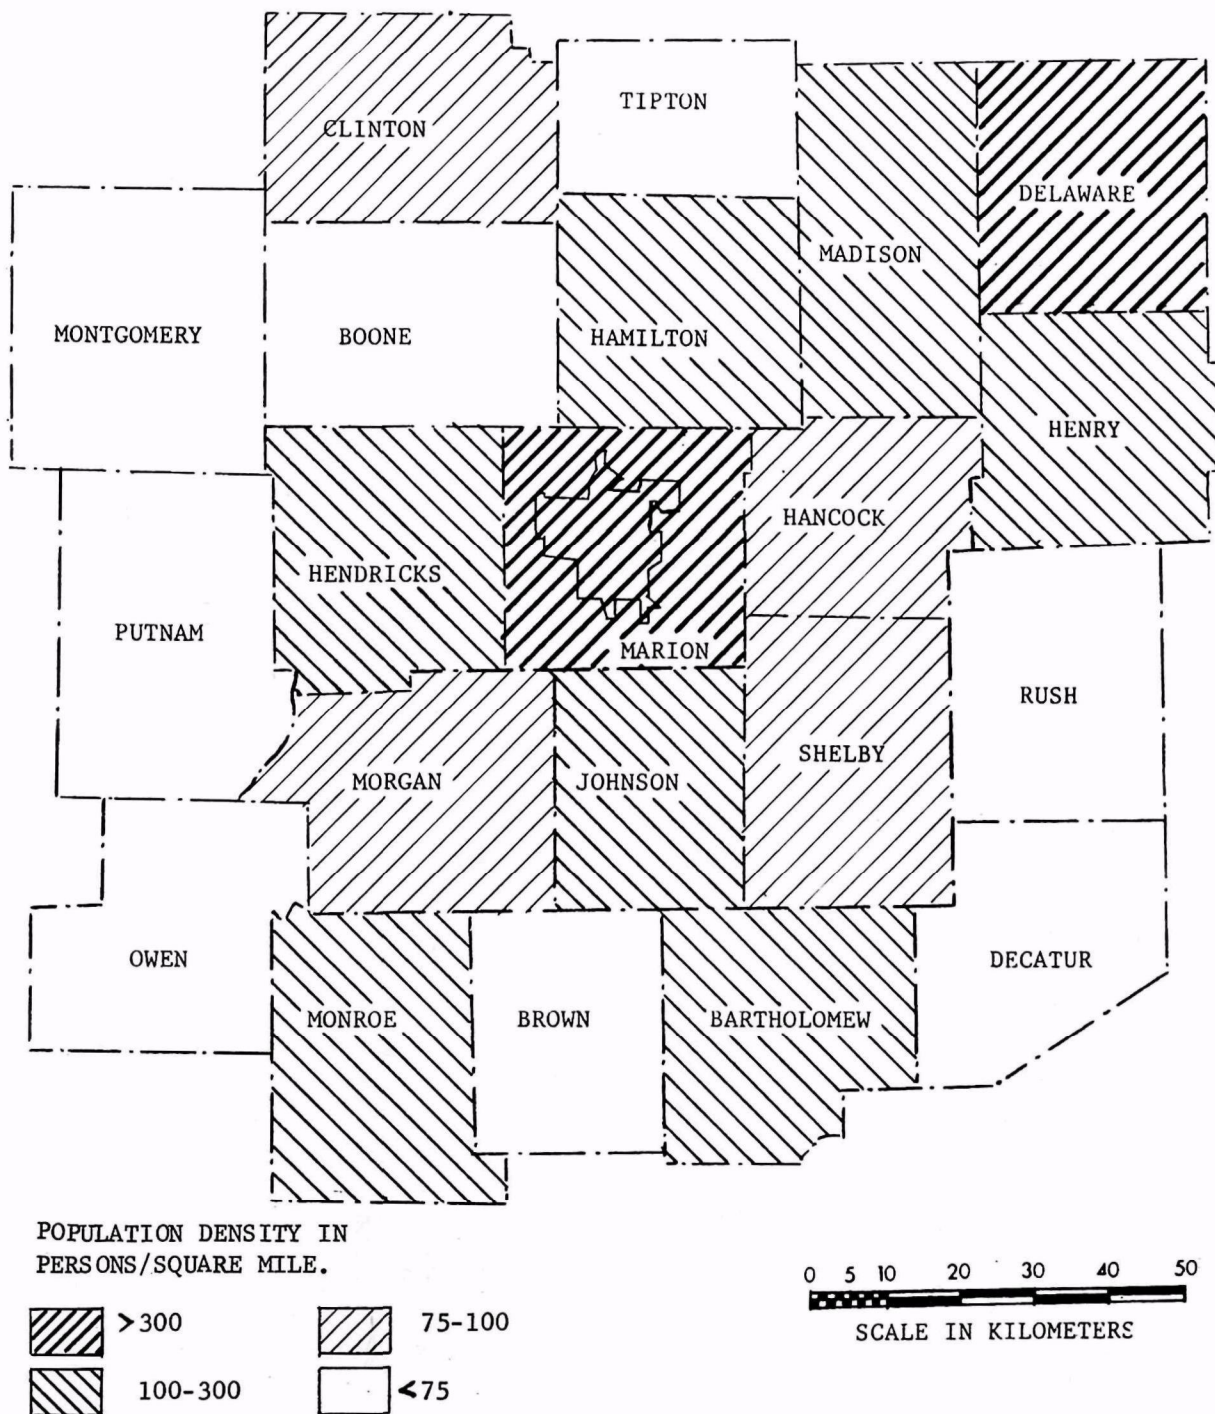 TIPTON
CLINTON
DELAWARE
MADISON
MONTGOMERY
BOONE
HAMILTON
HENRY
HANCOCK
HENDRICKS
PUTNAM
MARION
RUSH
SHELBY
MORGAN
JOHNSON
OWEN
DECATUR
MONROE
BROWN
BARTHOLOMEW
POPULATION DENSITY IN
PERSONS/SQUARE MILE.
>300
75-100
100-300
<75
0 5 10 20 30 40 50
SCALE IN KILOMETERS